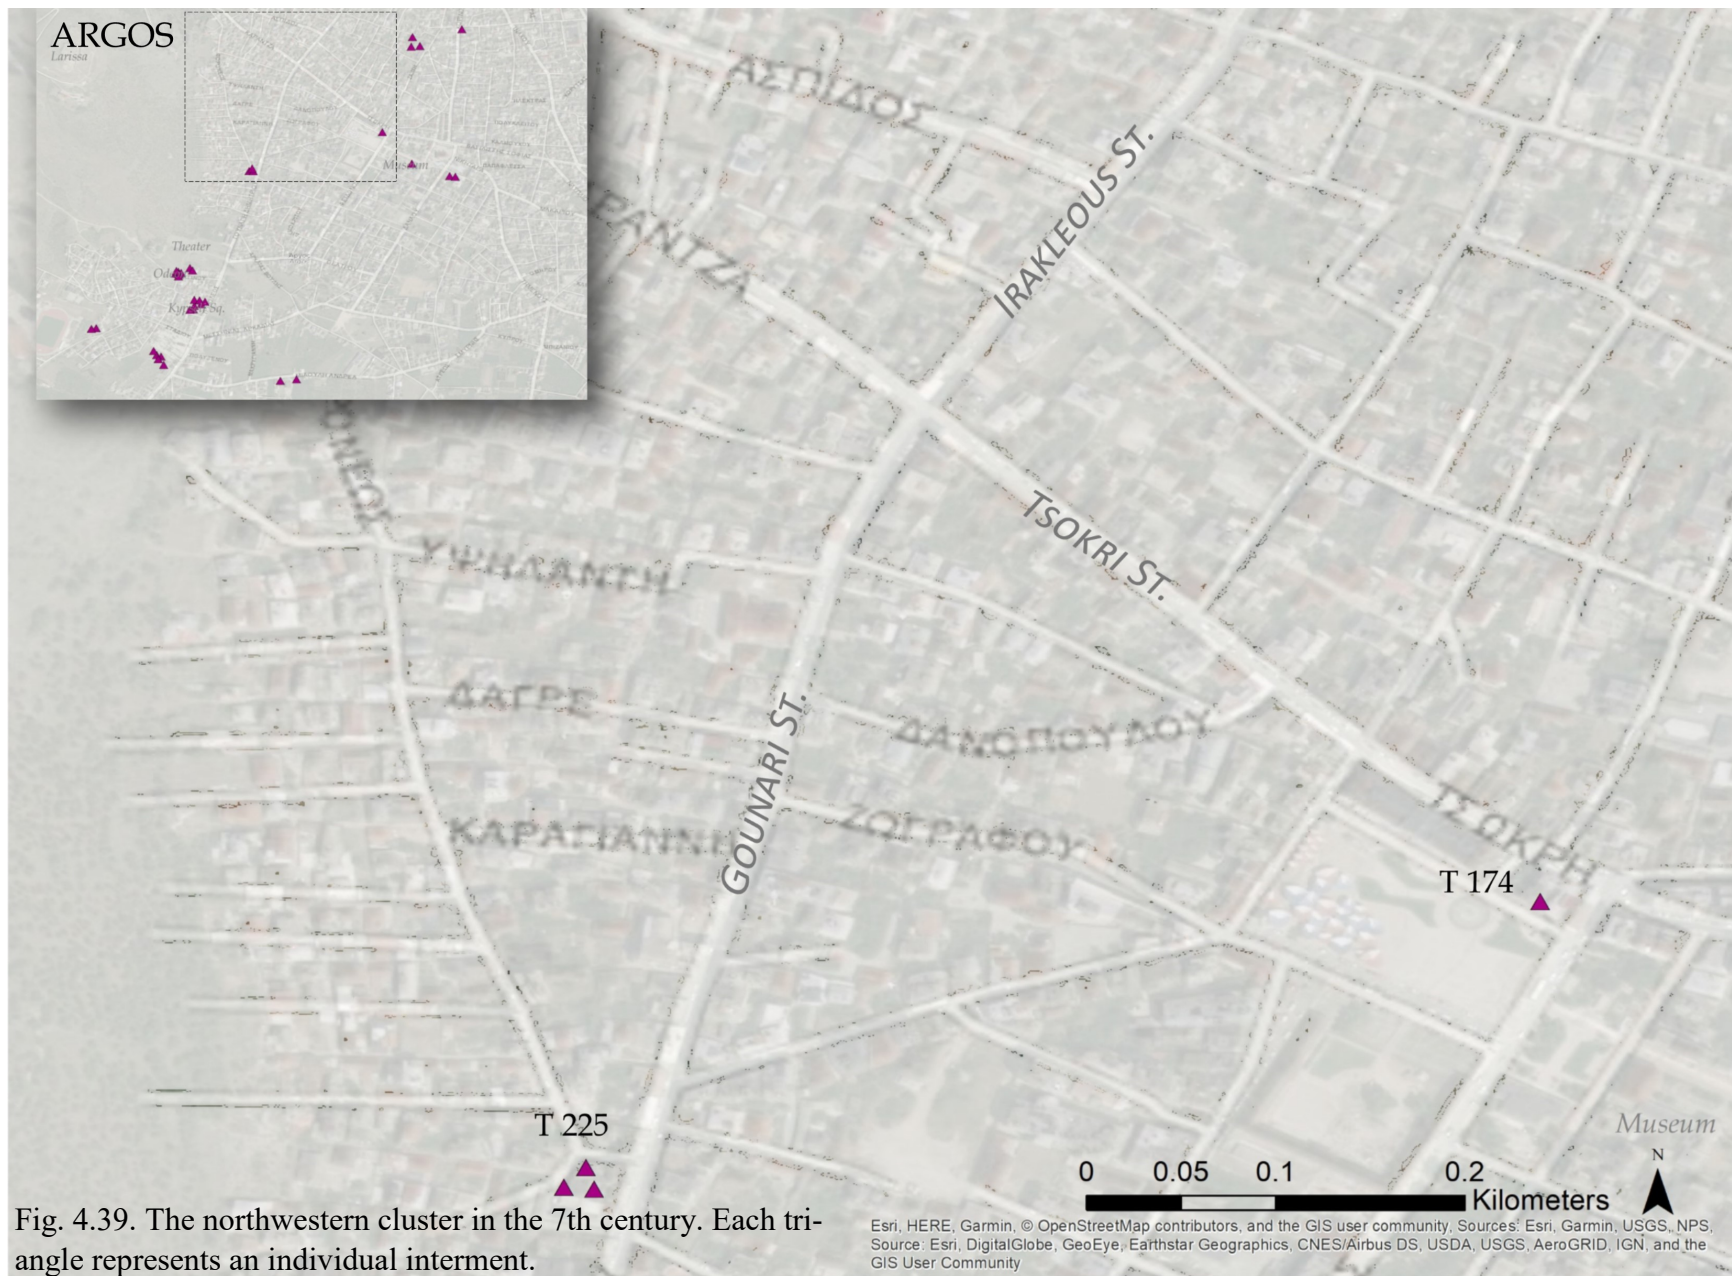 ARGOS
Larissa
Museum
Theater
Kypseli Sq.
ΑΣΠΙΔΟΣ
IRAKLEOUS ST.
TSOKRI ST.
ΥΨΗΛΑΝΤΗ
ΔΑΓΡΕ
GOUNARI ST.
ΔΑΝΟΠΟΥΛΟΥ
ΚΑΡΑΓΙΑΝΝΗ
ΖΩΓΡΑΦΟΥ
ΤΣΩΚΡΗ
T 174
T 225
Museum
N
0 0.05 0.1 0.2
Kilometers
Fig. 4.39. The northwestern cluster in the 7th century. Each tri-
angle represents an individual interment.
Esri, HERE, Garmin, © OpenStreetMap contributors, and the GIS user community, Sources: Esri, Garmin, USGS, NPS,
Source: Esri, DigitalGlobe, GeoEye, Earthstar Geographics, CNES/Airbus DS, USDA, USGS, AeroGRID, IGN, and the
GIS User Community